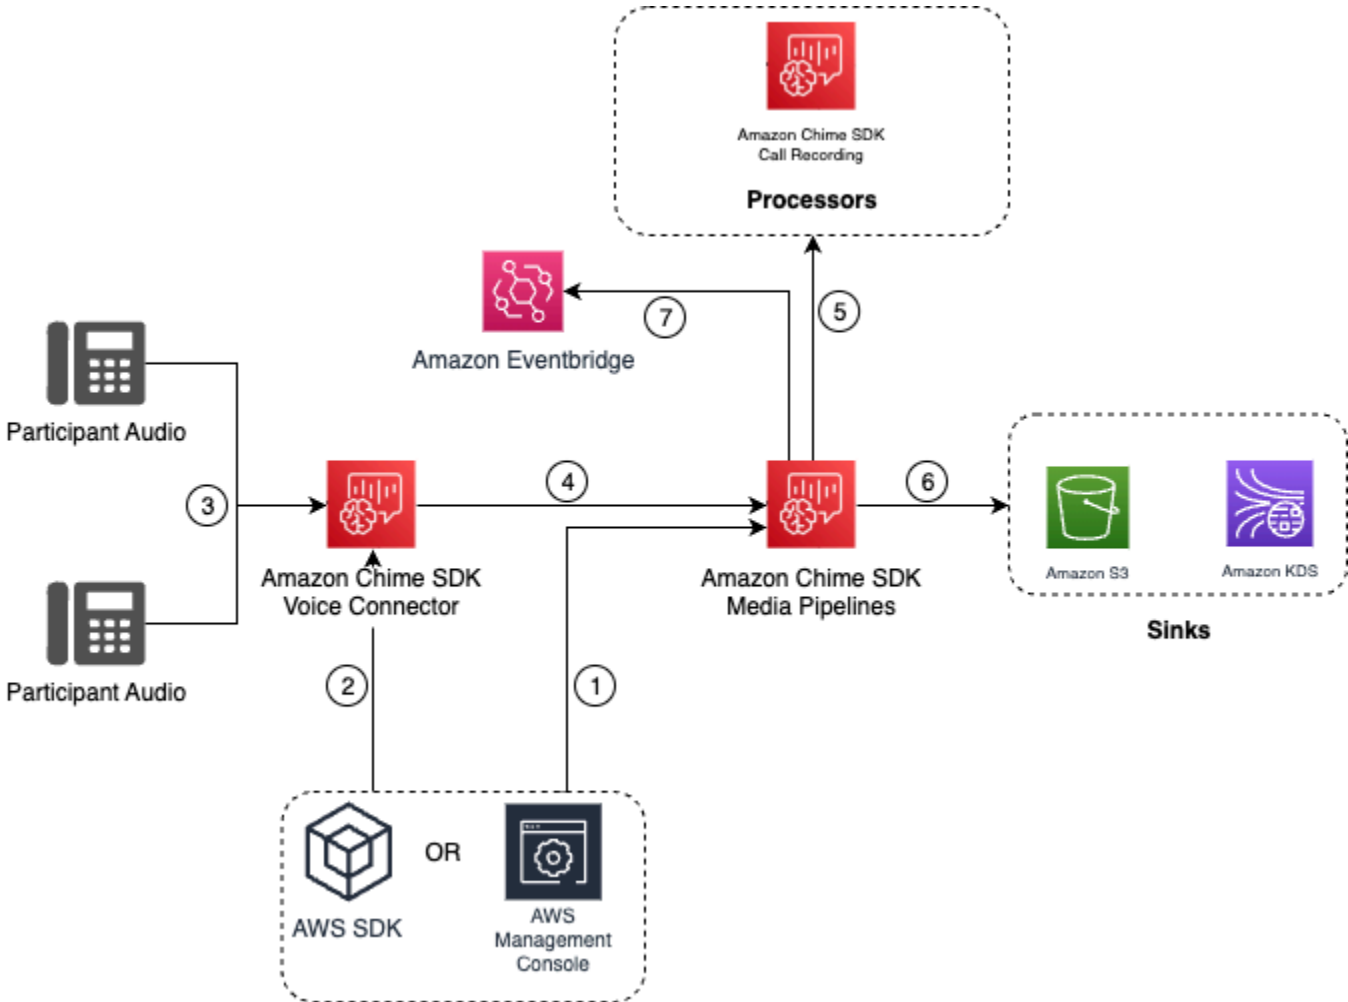 Amazon Chime SDK
Call Recording
Processors
7
5
Amazon Eventbridge
Participant Audio
3
4
6
Amazon Chime SDK
Voice Connector
Amazon Chime SDK
Media Pipelines
Amazon S3
Amazon KDS
Sinks
Participant Audio
2
1
AWS SDK
OR
AWS
Management
Console